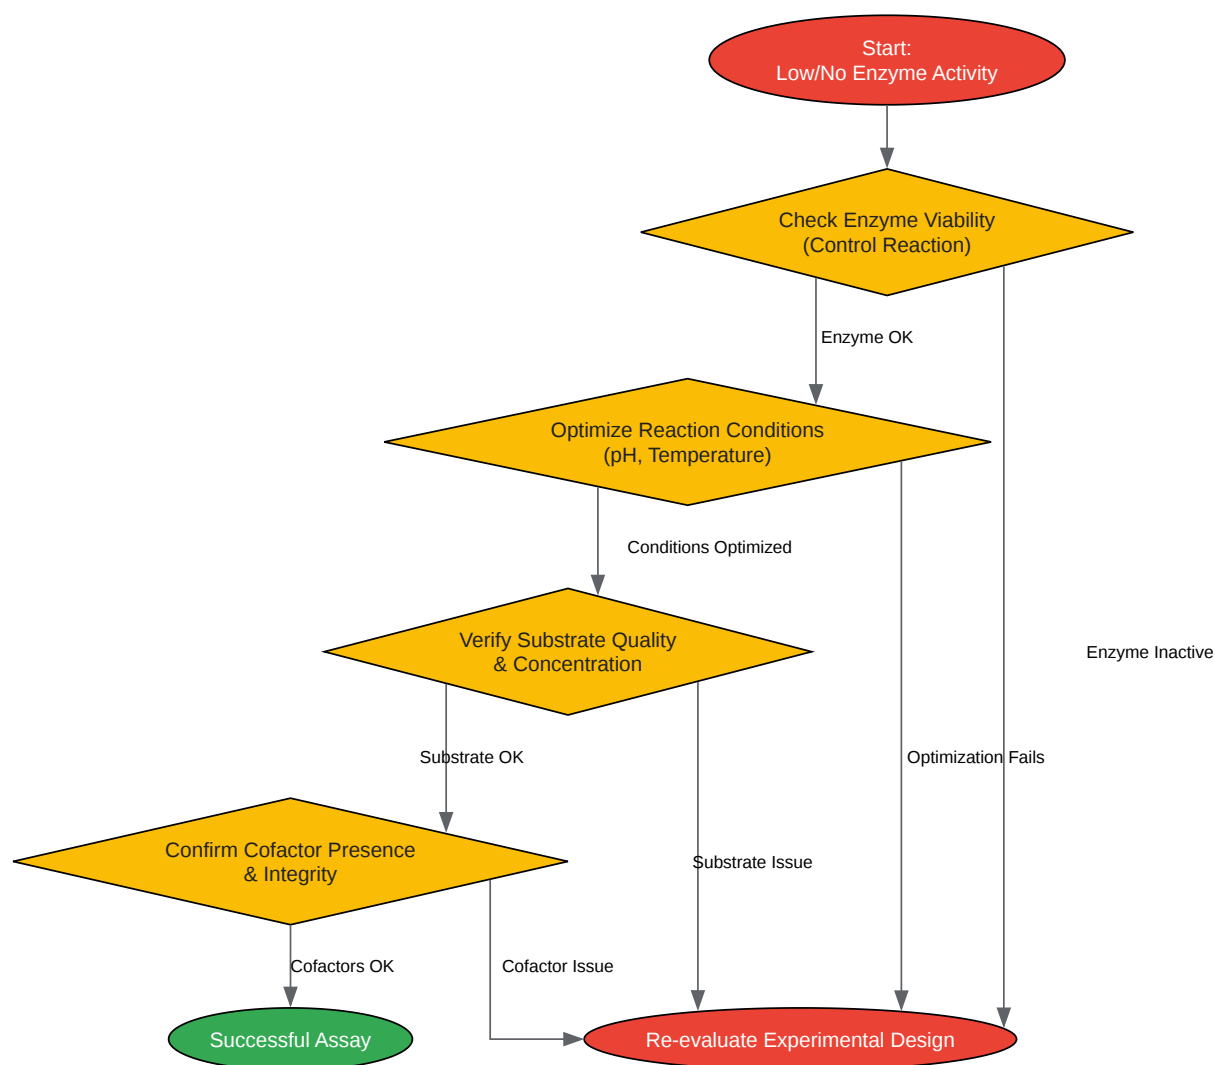 Start:
Low/No Enzyme Activity
Check Enzyme Viability
(Control Reaction)
Enzyme OK
Optimize Reaction Conditions
(pH, Temperature)
Conditions Optimized
Verify Substrate Quality
& Concentration
Enzyme Inactive
Substrate OK
Optimization Fails
Confirm Cofactor Presence
& Integrity
Substrate Issue
Cofactors OK
Cofactor Issue
Successful Assay
Re-evaluate Experimental Design